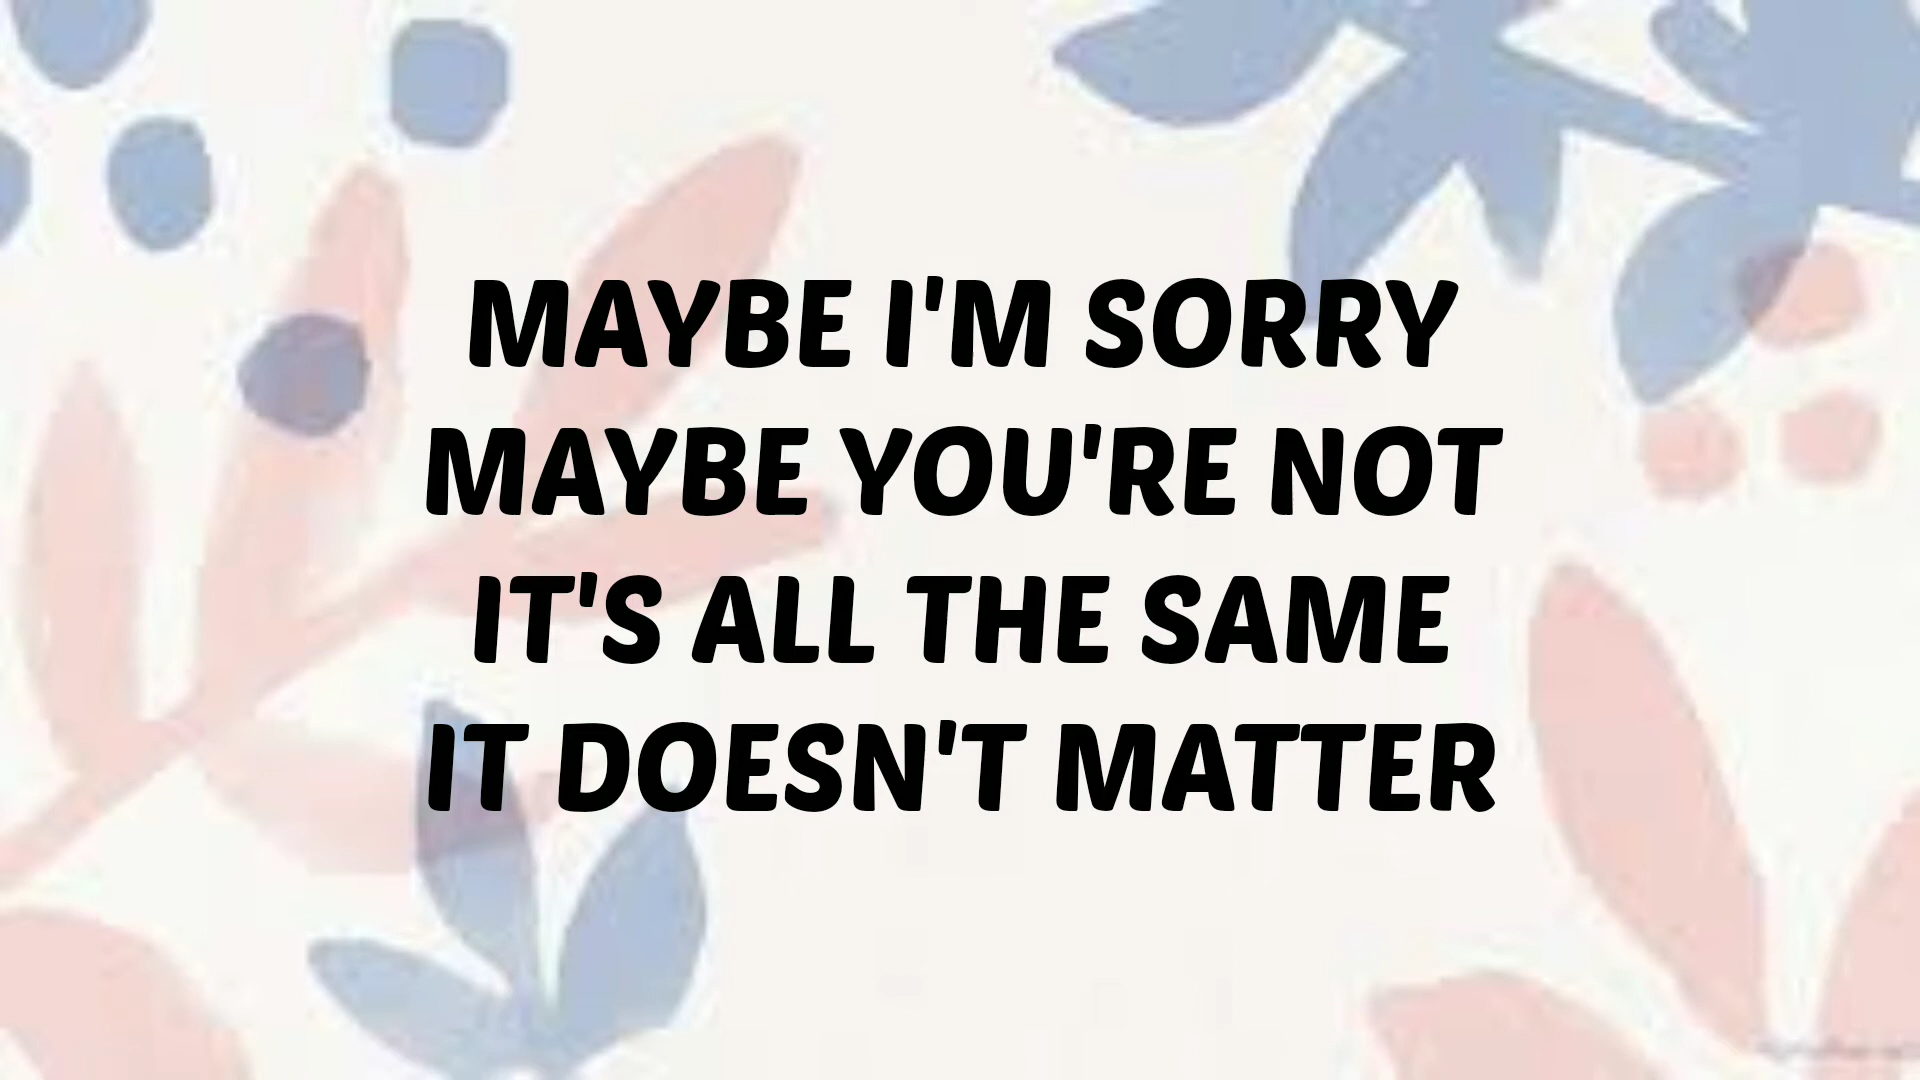 MAYBE I'M SORRY
MAYBE YOU'RE NOT
IT'S ALL THE SAME
IT DOESN'T MATTER